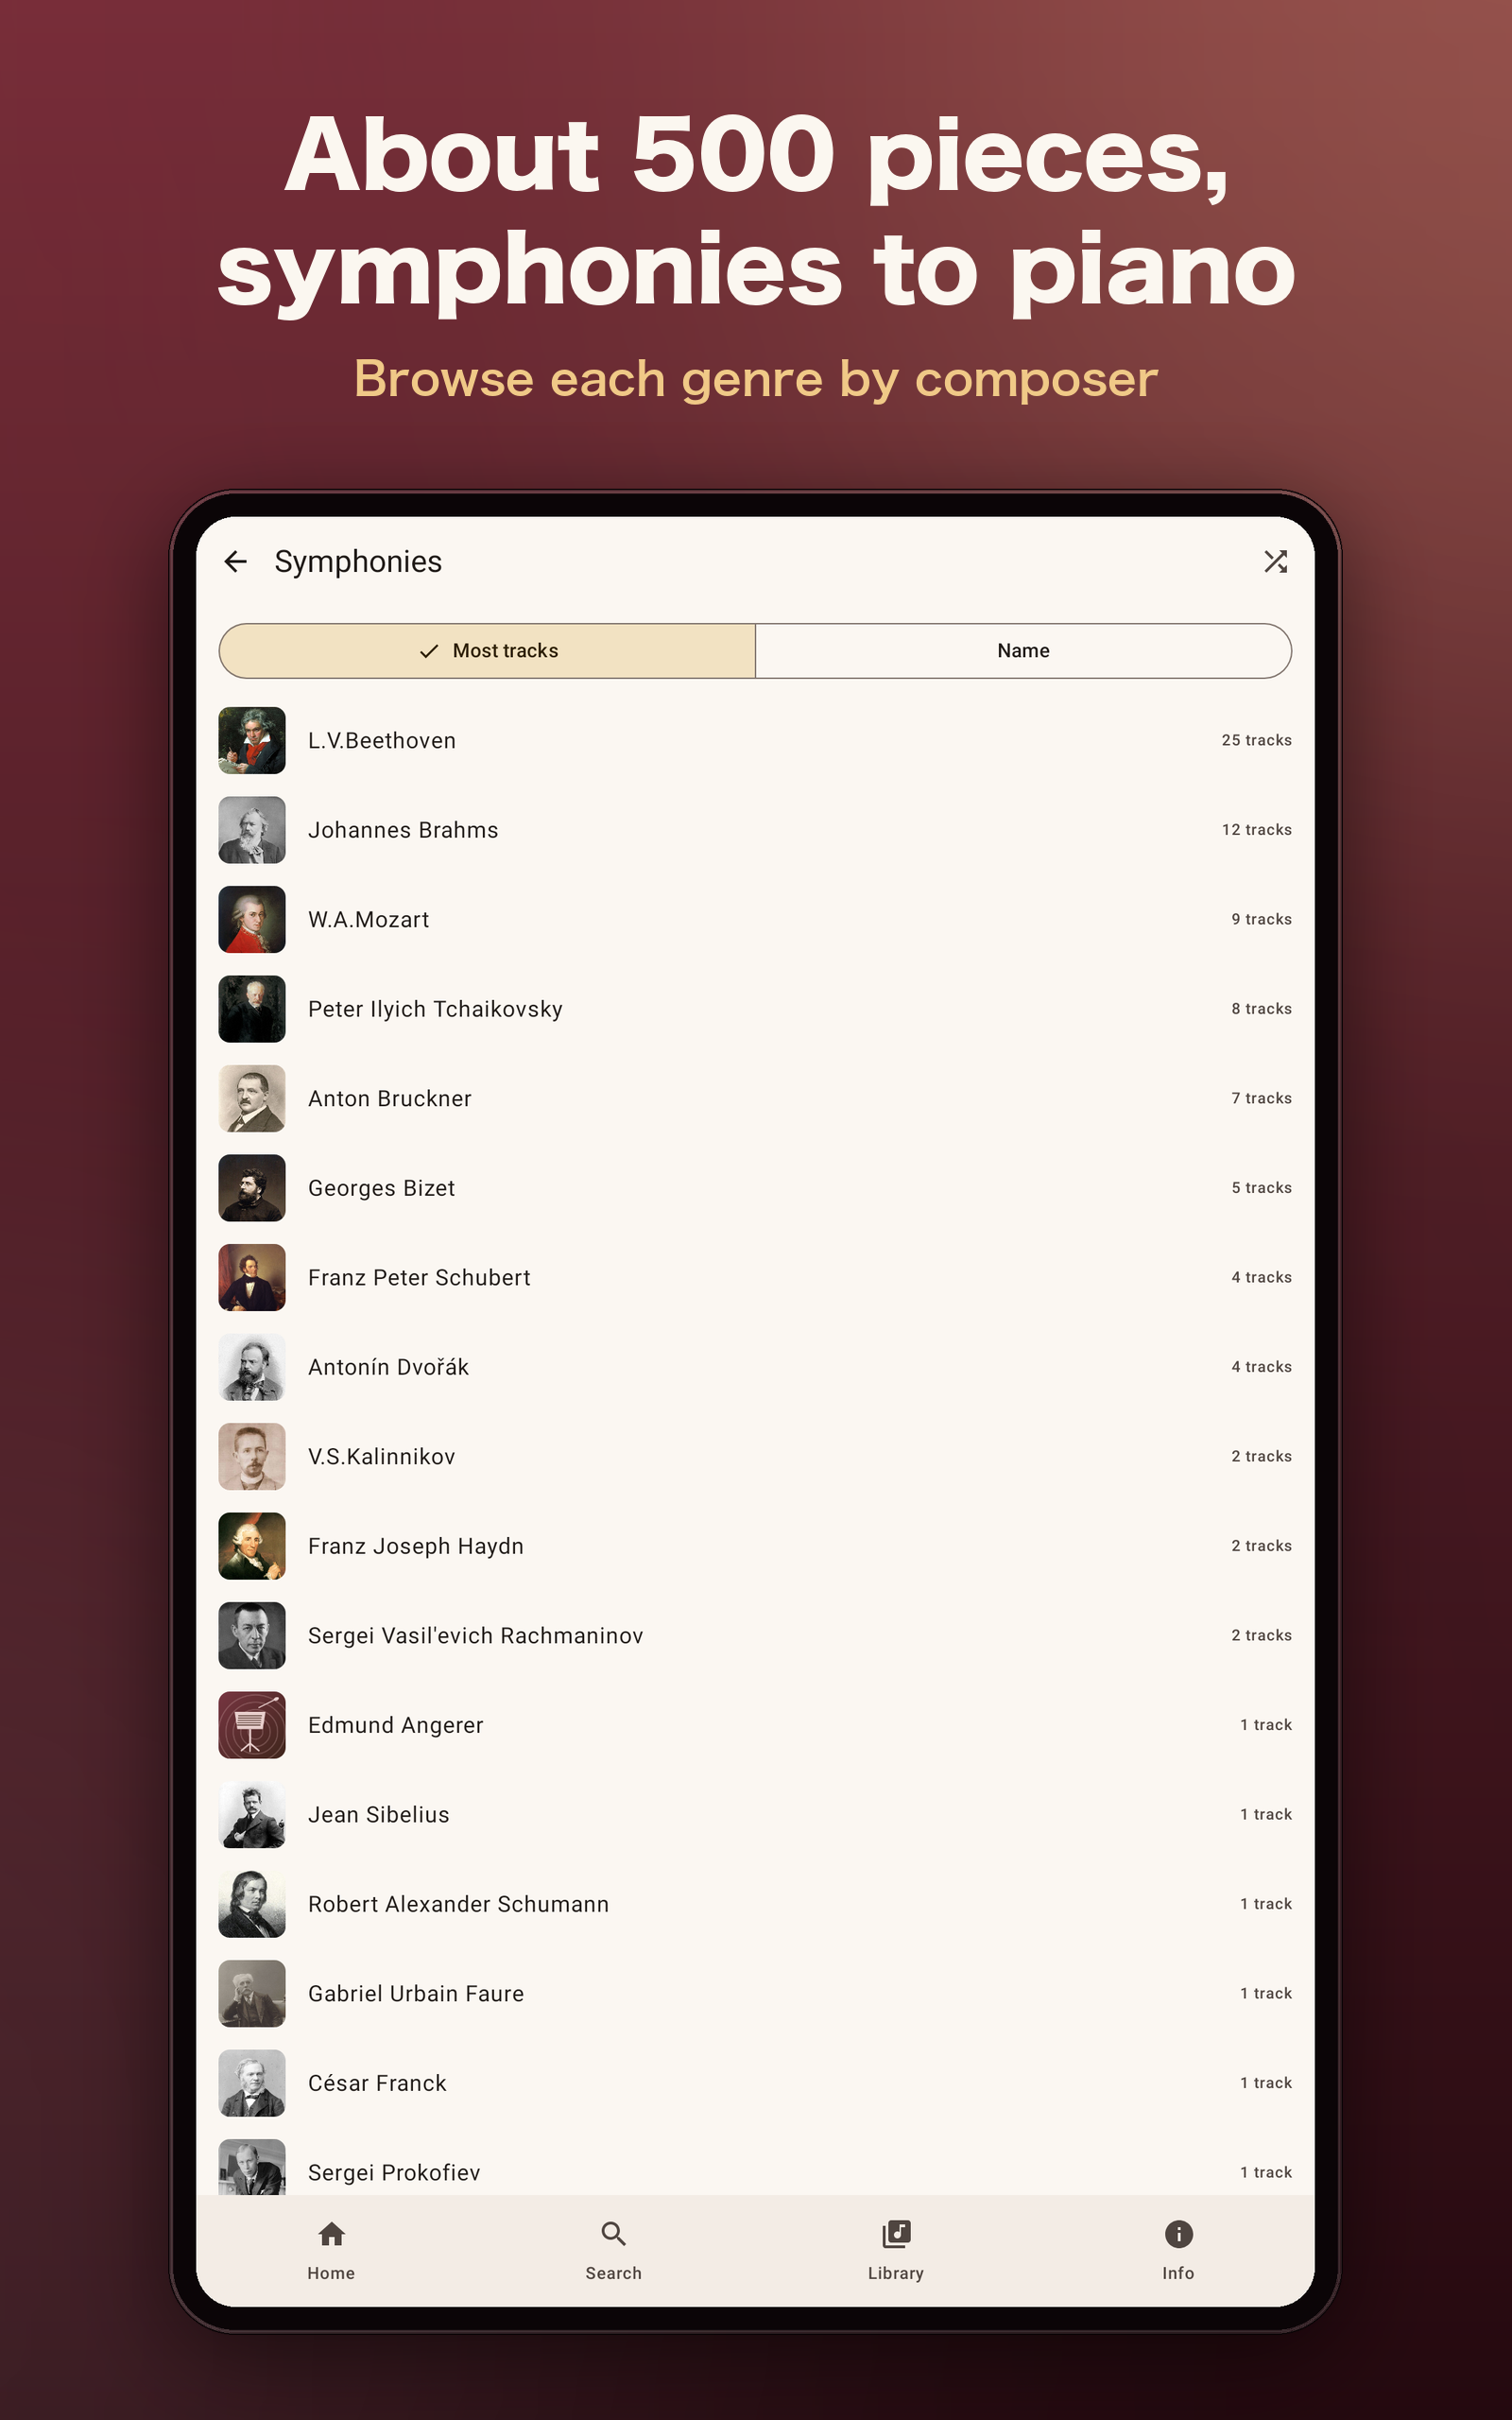 About 500 pieces,
symphonies to piano
Browse each genre by composer
Symphonies
Most tracks
Name
L.V.Beethoven
25 tracks
Johannes Brahms
12 tracks
W.A.Mozart
9 tracks
Peter Ilyich Tchaikovsky
8 tracks
Anton Bruckner
7 tracks
Georges Bizet
5 tracks
Franz Peter Schubert
4 tracks
Antonín Dvořák
4 tracks
V.S.Kalinnikov
2 tracks
Franz Joseph Haydn
2 tracks
Sergei Vasil'evich Rachmaninov
2 tracks
Edmund Angerer
1 track
Jean Sibelius
1 track
Robert Alexander Schumann
1 track
Gabriel Urbain Faure
1 track
César Franck
1 track
Sergei Prokofiev
1 track
Home
Search
Library
Info